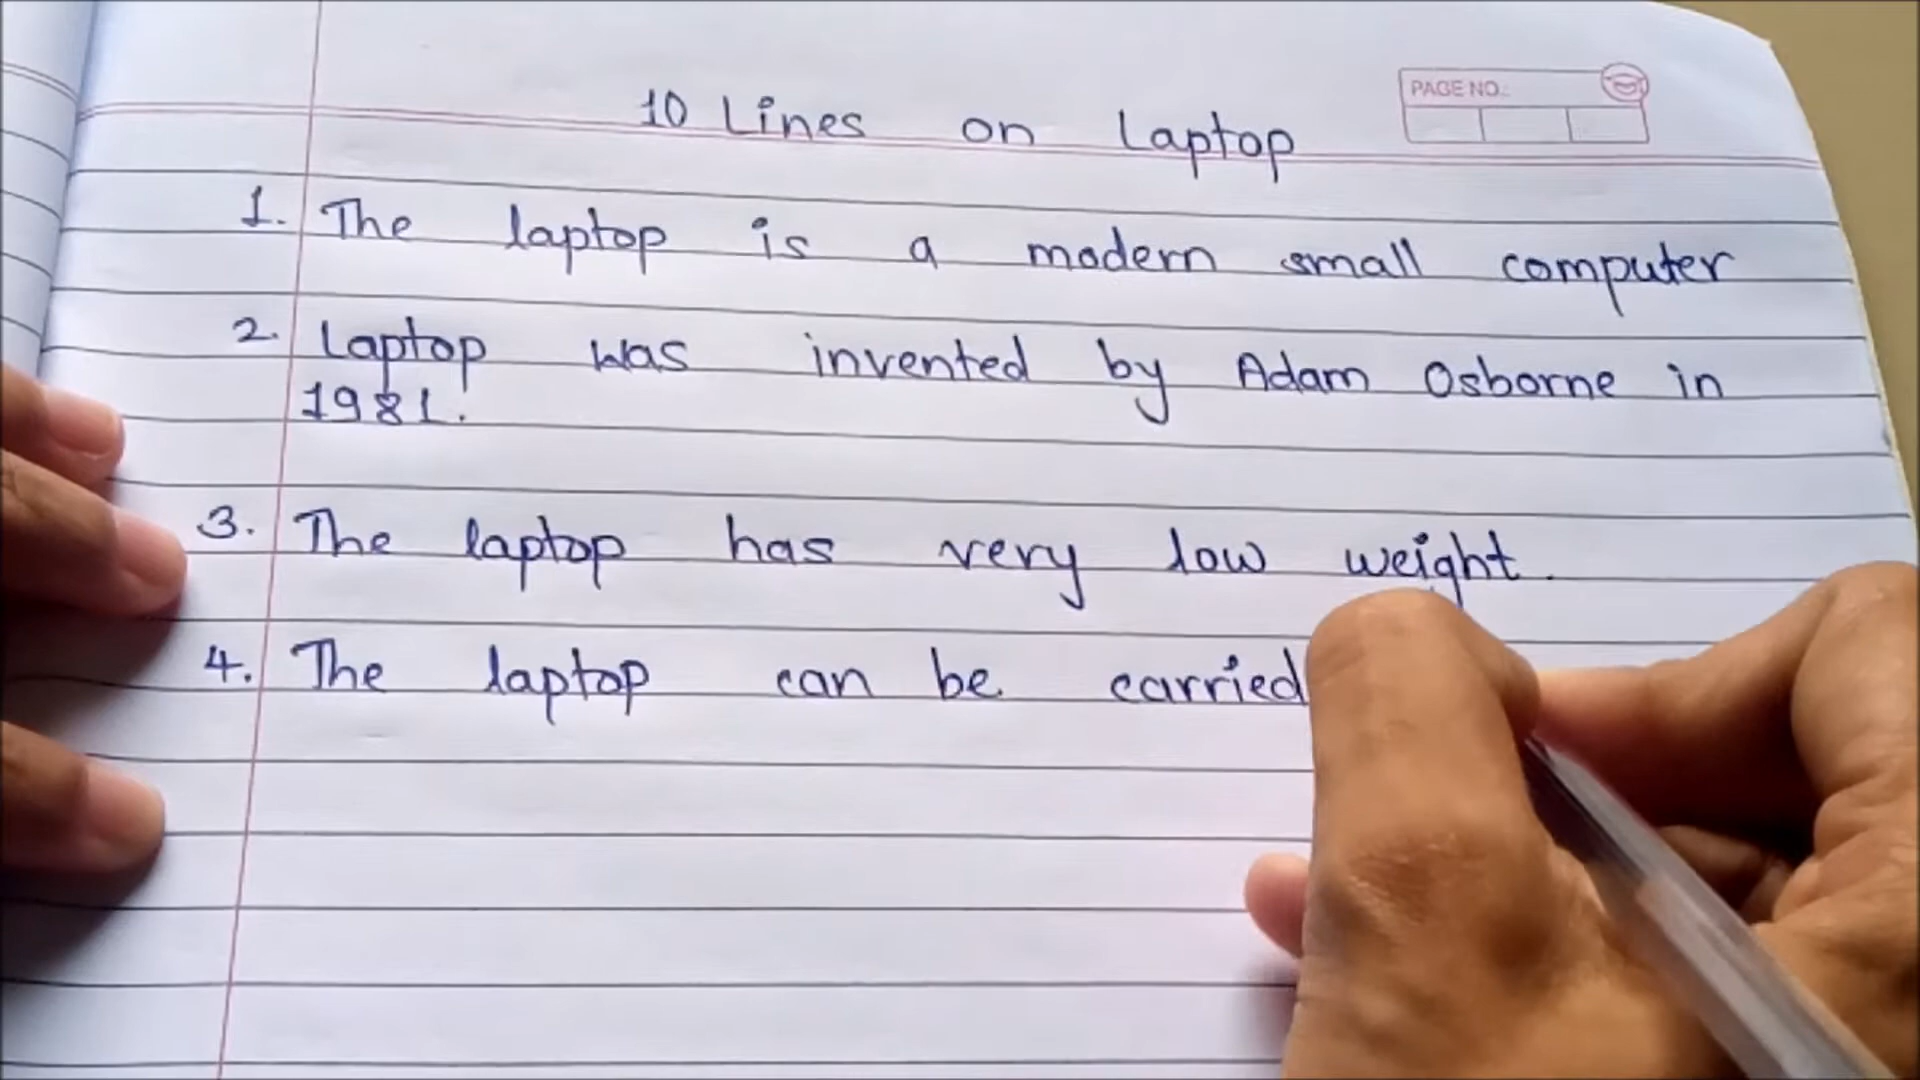 PAGE NO.:
10 Lines on Laptop
1. The laptop is a modern small computer
2. Laptop was invented by Adam Osborne in
1981.
3. The laptop has very low weight.
4. The laptop can be carried